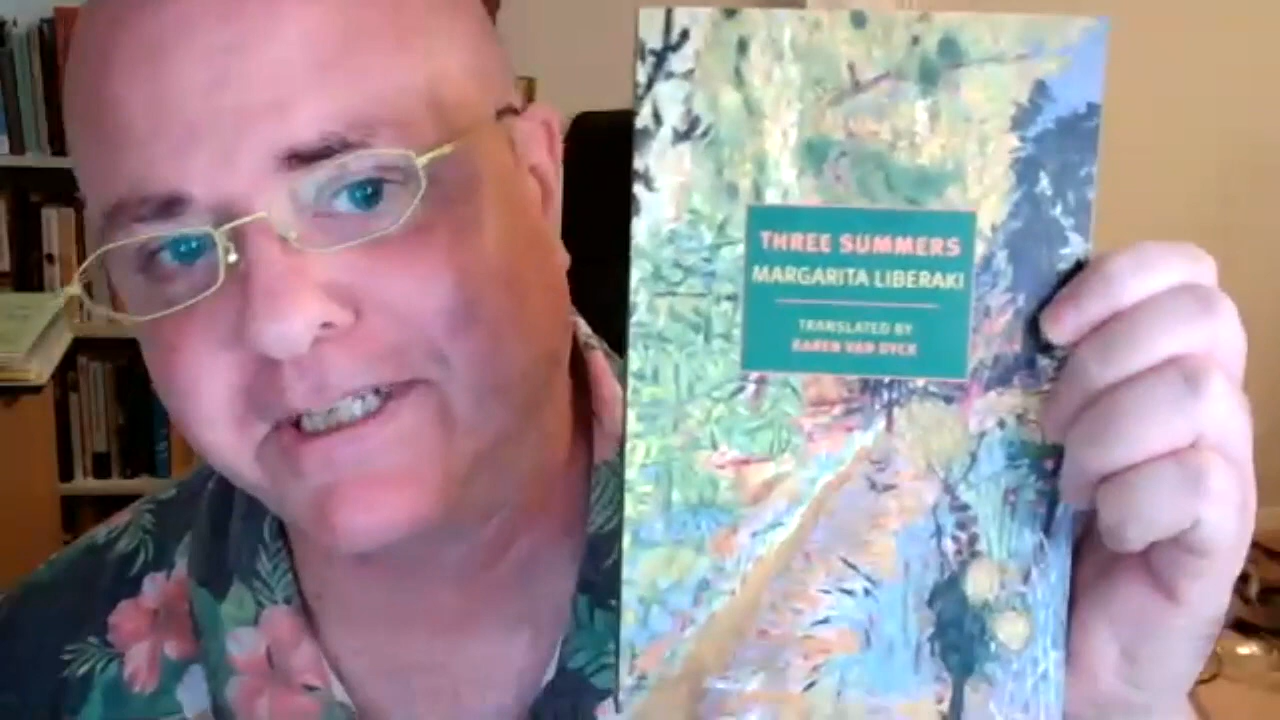 THREE SUMMERS
MARGARITA LIBERAKI
TRANSLATED BY
KAREN VAN DYCK